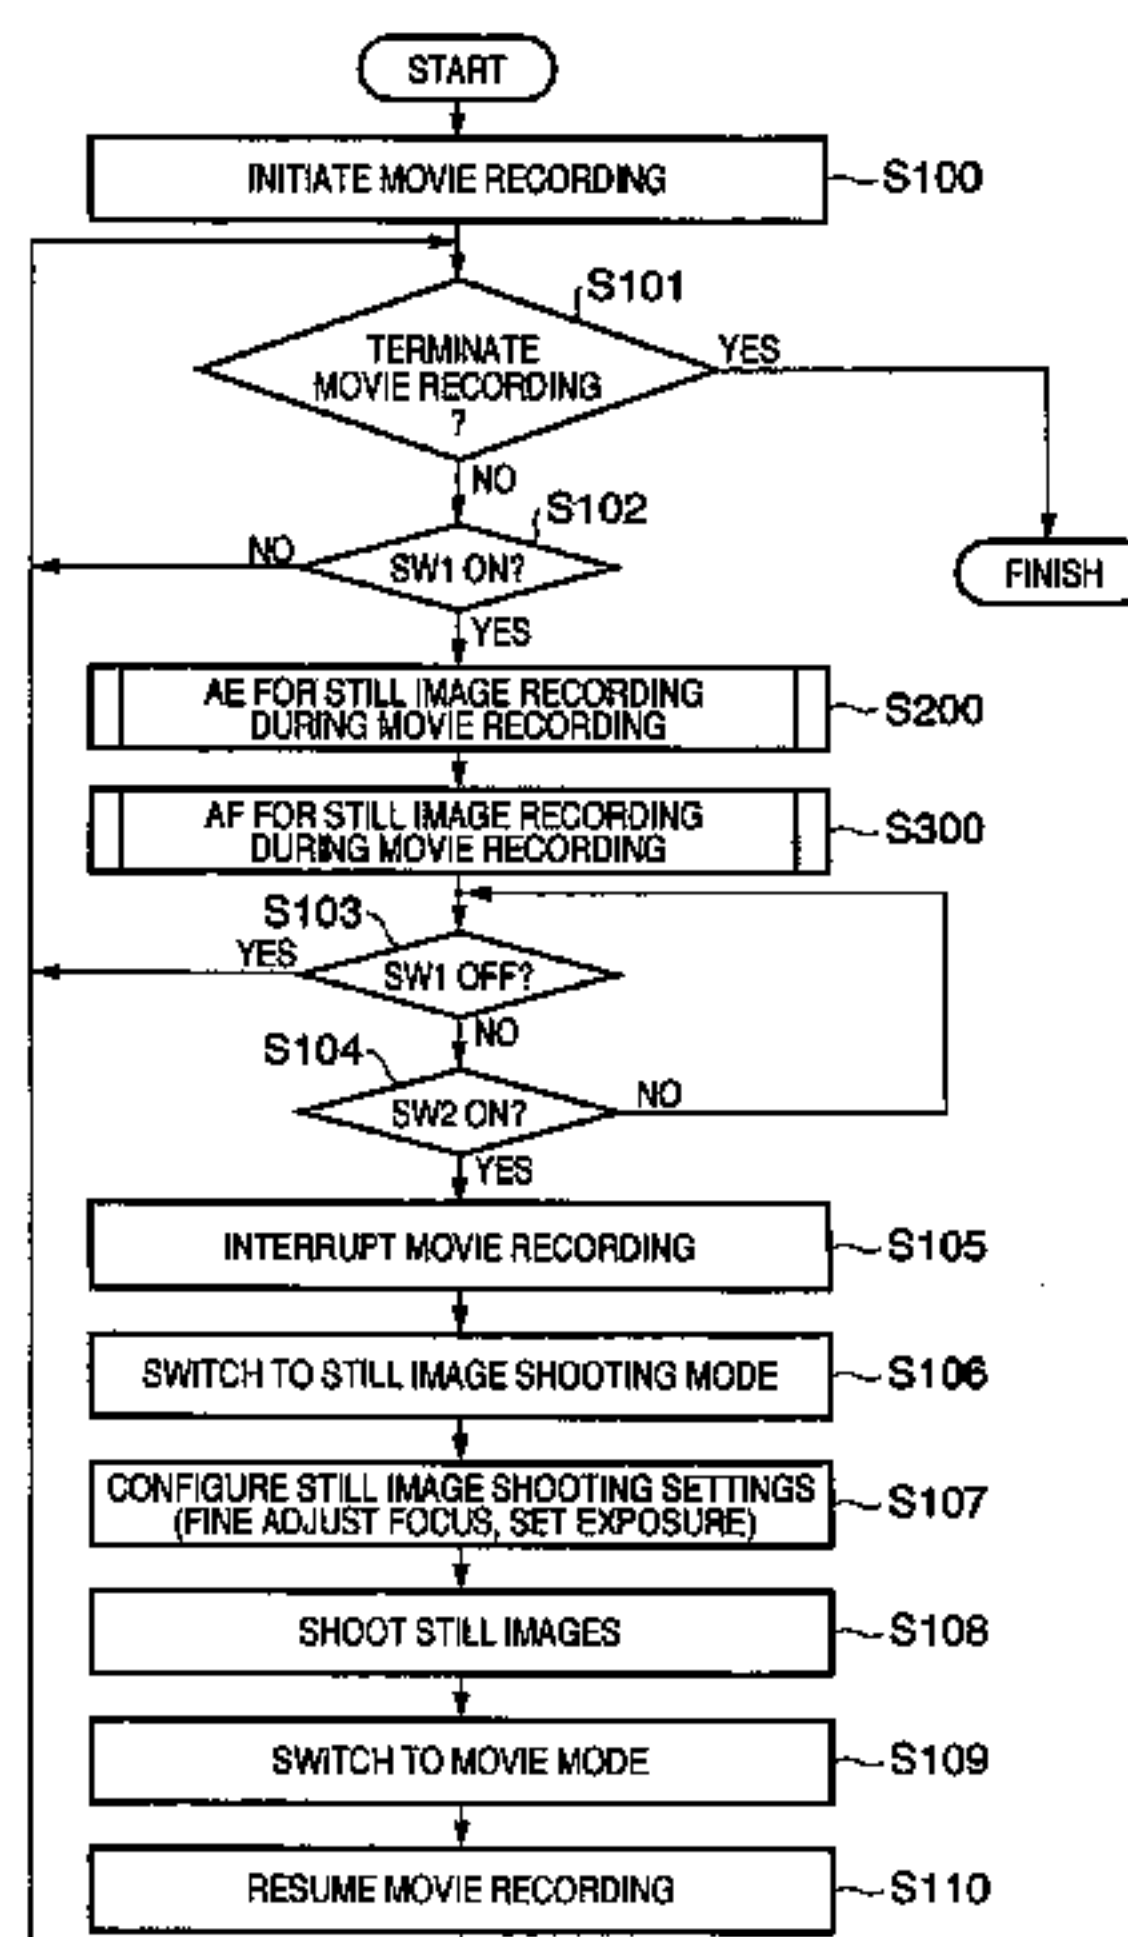 START
INITIATE MOVIE RECORDING
S100
S101
TERMINATE
MOVIE RECORDING
?
YES
NO
S102
NO
SW1 ON?
FINISH
YES
AE FOR STILL IMAGE RECORDING
DURING MOVIE RECORDING
S200
AF FOR STILL IMAGE RECORDING
DURING MOVIE RECORDING
S300
S103
YES
SW1 OFF?
NO
S104
SW2 ON?
NO
YES
INTERRUPT MOVIE RECORDING
S105
SWITCH TO STILL IMAGE SHOOTING MODE
S106
CONFIGURE STILL IMAGE SHOOTING SETTINGS
(FINE ADJUST FOCUS, SET EXPOSURE)
S107
SHOOT STILL IMAGES
S108
SWITCH TO MOVIE MODE
S109
RESUME MOVIE RECORDING
S110